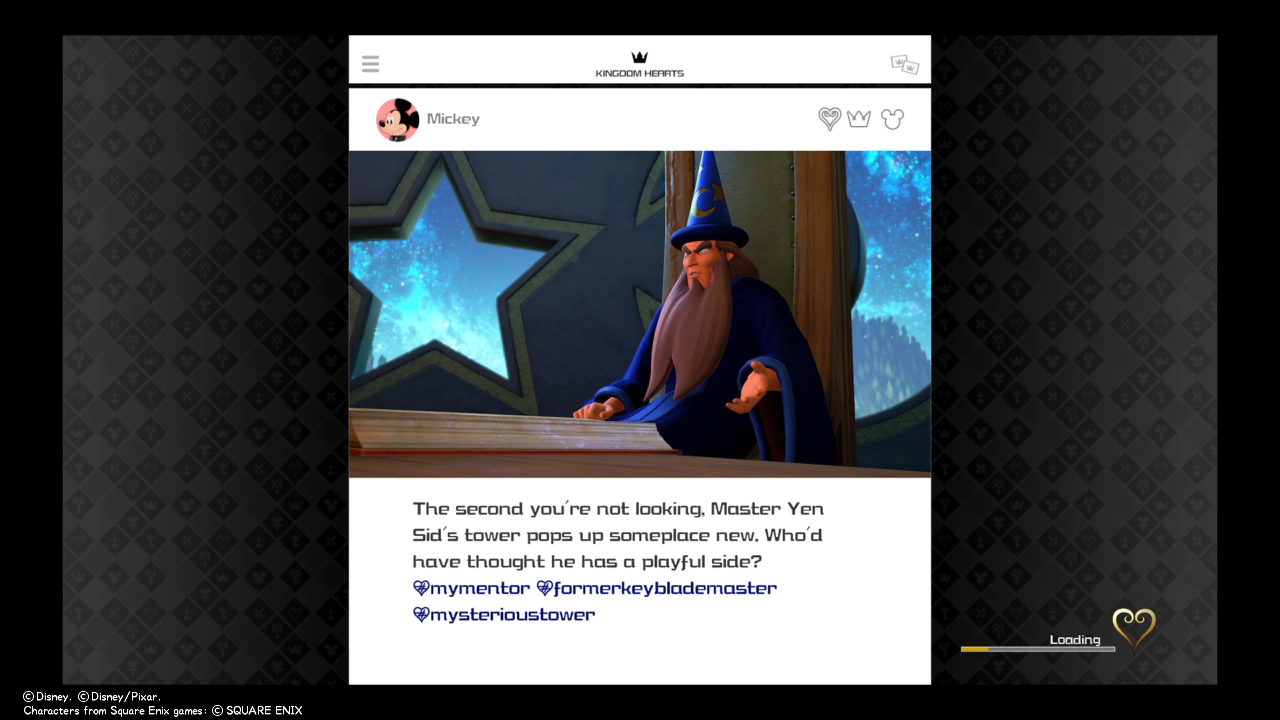 KINGDOM HEARTS
Mickey
The second you're not looking, Master Yen
Sid's tower pops up someplace new. Who'd
have thought he has a playful side?
mymentor formerkeyblademaster
mysterioustower
Loading
©Disney. ©Disney/Pixar.
Characters from Square Enix games: © SQUARE ENIX